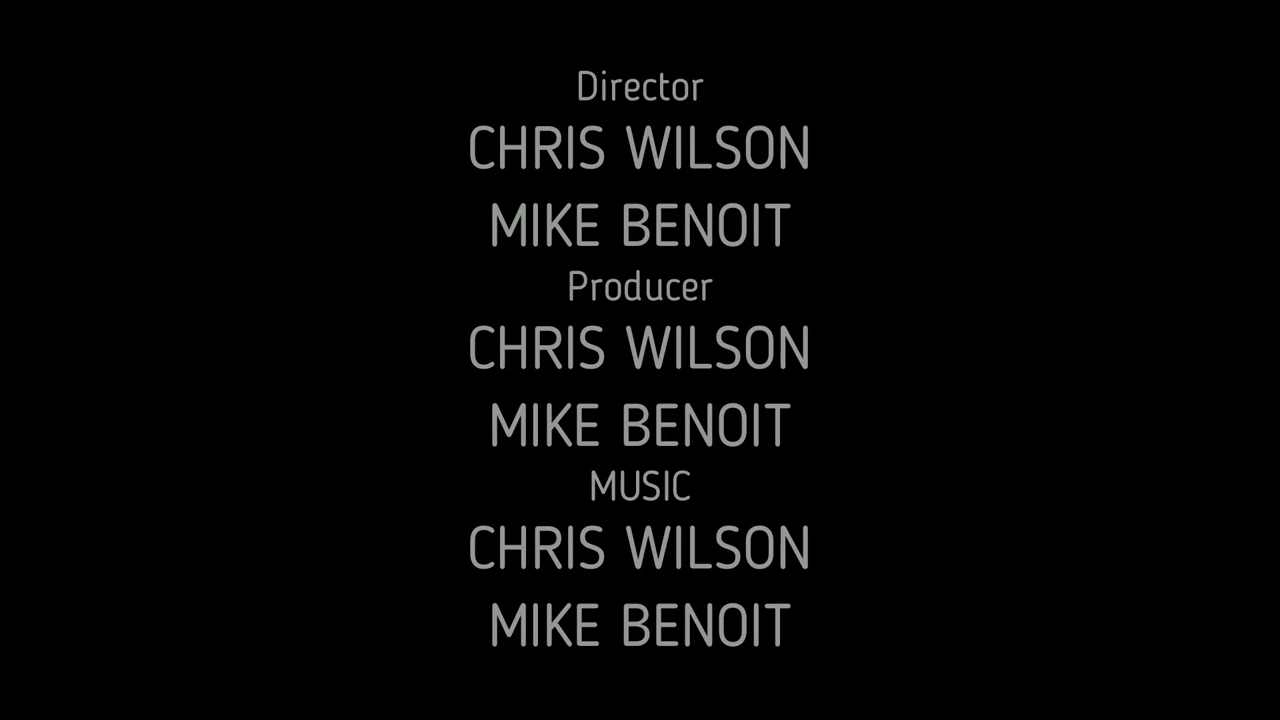 Director
CHRIS WILSON
MIKE BENOIT
Producer
CHRIS WILSON
MIKE BENOIT
MUSIC
CHRIS WILSON
MIKE BENOIT